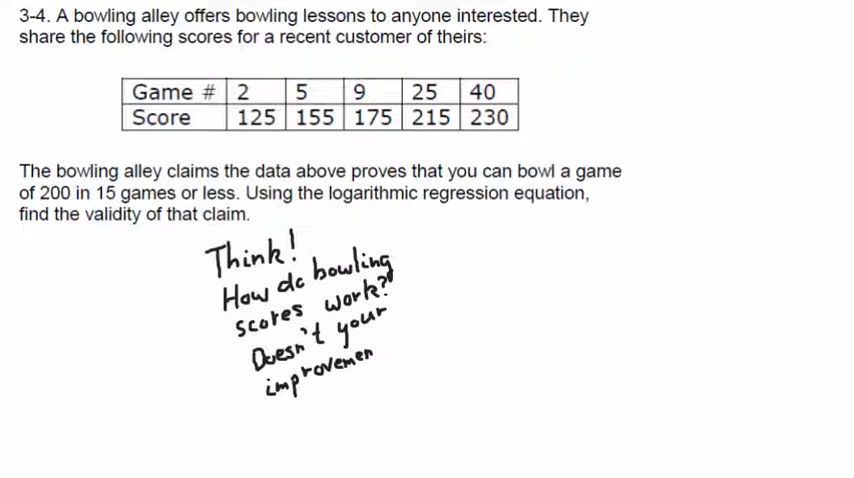 3-4. A bowling alley offers bowling lessons to anyone interested. They
share the following scores for a recent customer of theirs:
Game # 2 5 9 25 40
Score 125 155 175 215 230
The bowling alley claims the data above proves that you can bowl a game
of 200 in 15 games or less. Using the logarithmic regression equation,
find the validity of that claim.
Think!
How do bowling
scores work?
Doesn't your
improvemen